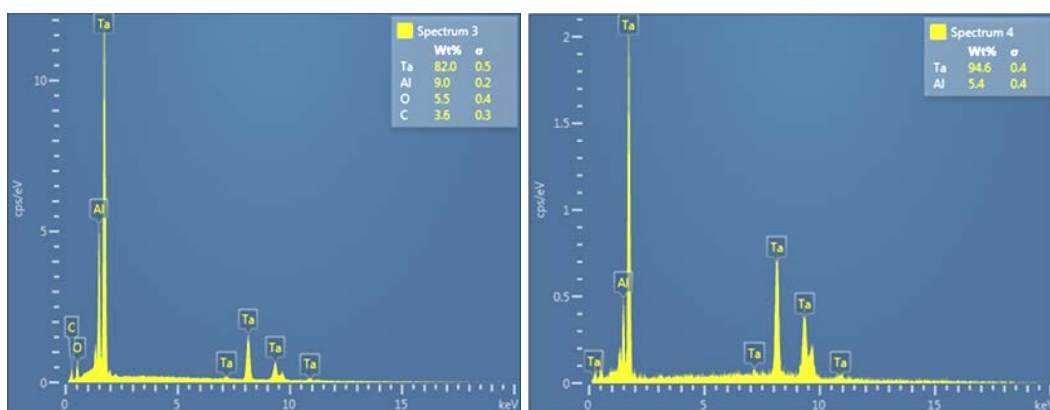 Ta
Spectrum 3
Wt% σ
Ta 82.0 0.5
Al 9.0 0.2
O 5.5 0.4
C 3.6 0.3
10
cps/eV
Al
5
C
O
Ta
Ta
Ta
Ta
0
0 5 10 15 keV
Ta
Spectrum 4
Wt% σ
Ta 94.6 0.4
Al 5.4 0.4
2
1.5
cps/eV
1
Ta
Al
0.5
Ta
Ta
Ta
Ta
0
0 5 10 15 keV